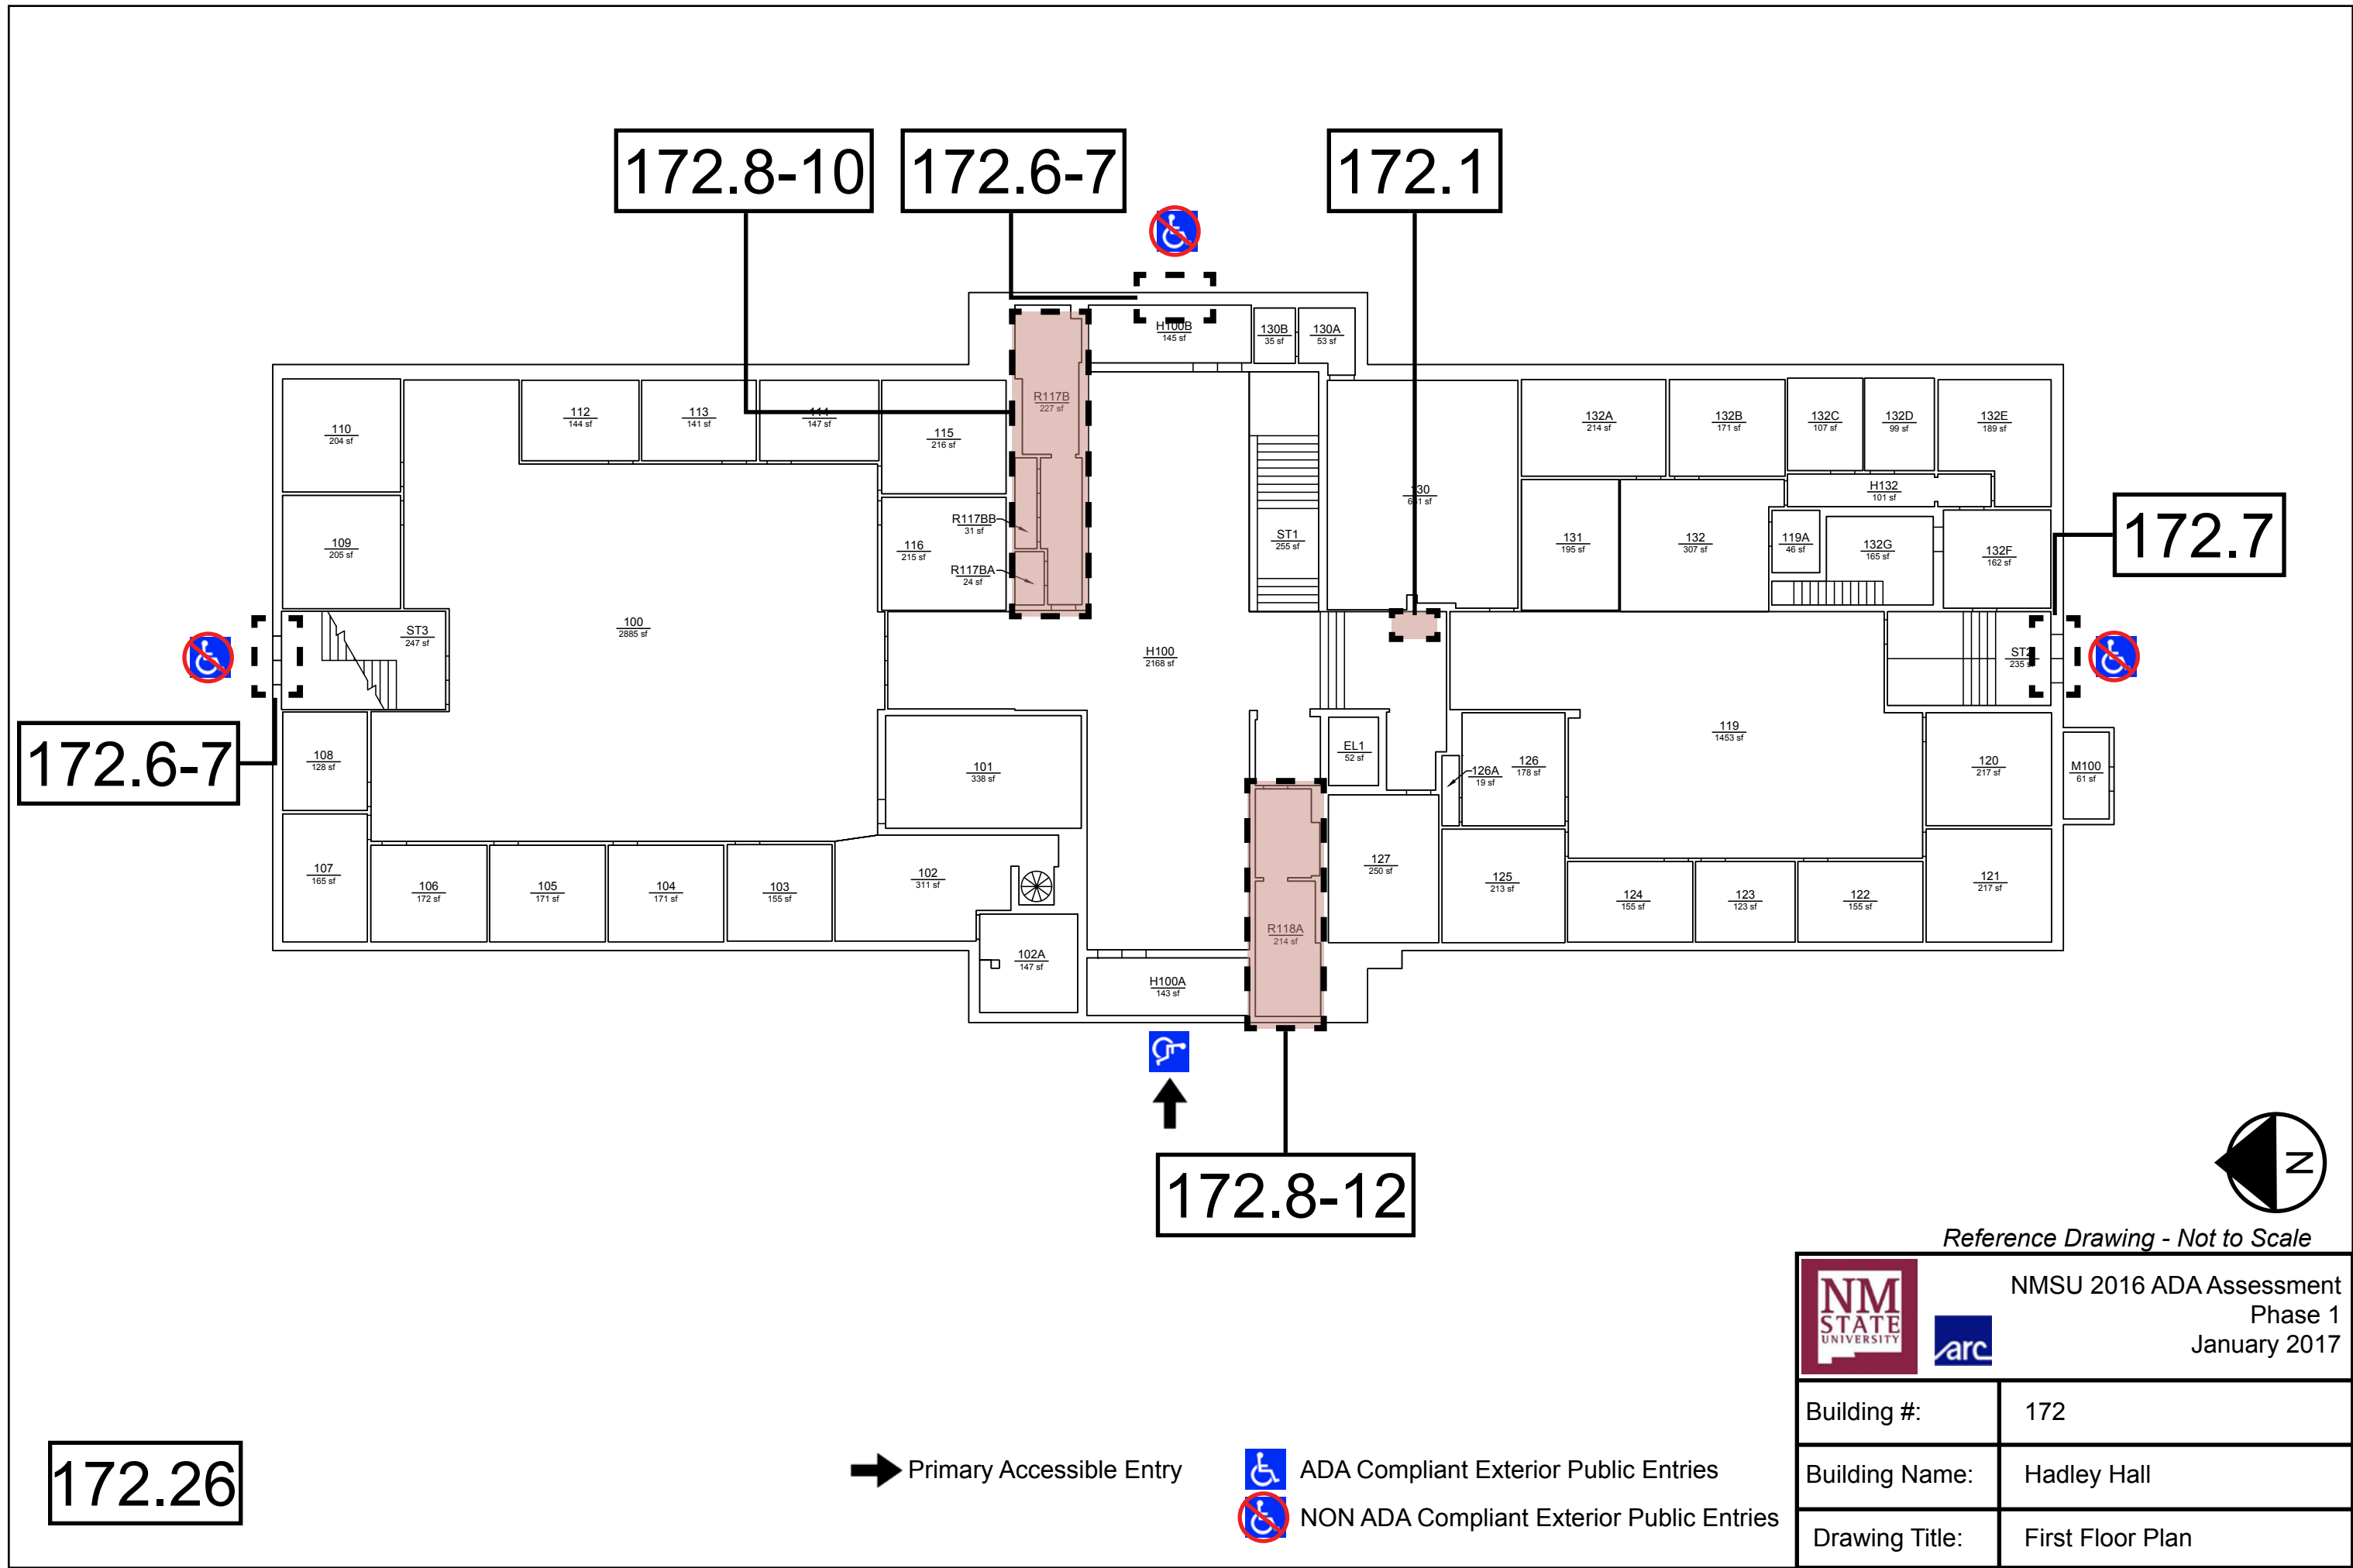 172.8-10
172.6-7
172.1
H100B
145 sf
130B
35 sf
130A
53 sf
R117B
227 sf
110
204 sf
112
144 sf
113
141 sf
114
147 sf
115
216 sf
132A
214 sf
132B
171 sf
132C
107 sf
132D
99 sf
132E
189 sf
H132
101 sf
130
109
205 sf
116
215 sf
R117BB
31 sf
R117BA
24 sf
ST1
255 sf
131
195 sf
132
307 sf
119A
46 sf
132G
165 sf
132F
162 sf
172.7
ST3
247 sf
100
2885 sf
H100
2168 sf
ST2
235 sf
172.6-7
108
128 sf
101
338 sf
EL1
52 sf
126A
19 sf
126
178 sf
119
1453 sf
120
217 sf
M100
61 sf
107
165 sf
106
172 sf
105
171 sf
104
171 sf
103
155 sf
102
311 sf
127
250 sf
125
213 sf
124
155 sf
123
123 sf
122
155 sf
121
217 sf
R118A
214 sf
102A
147 sf
H100A
143 sf
172.8-12
N
Reference Drawing - Not to Scale
NM
STATE
UNIVERSITY
arc
NMSU 2016 ADA Assessment
Phase 1
January 2017
Building #: 172
Building Name: Hadley Hall
Drawing Title: First Floor Plan
172.26
Primary Accessible Entry
ADA Compliant Exterior Public Entries
NON ADA Compliant Exterior Public Entries